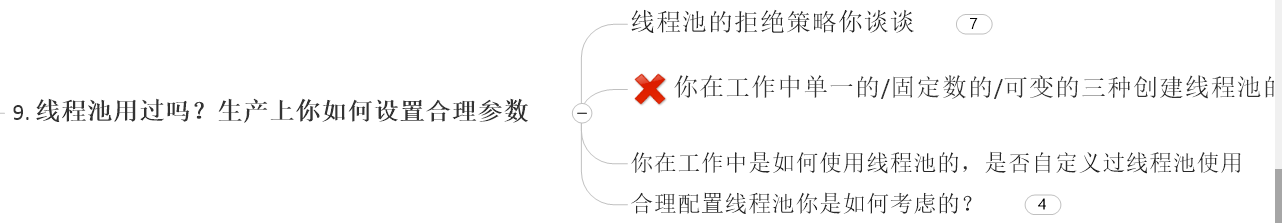 线程池的拒绝策略你谈谈 7
你在工作中单一的/固定数的/可变的三种创建线程池的
9. 线程池用过吗？生产上你如何设置合理参数
你在工作中是如何使用线程池的，是否自定义过线程池使用
合理配置线程池你是如何考虑的？ 4